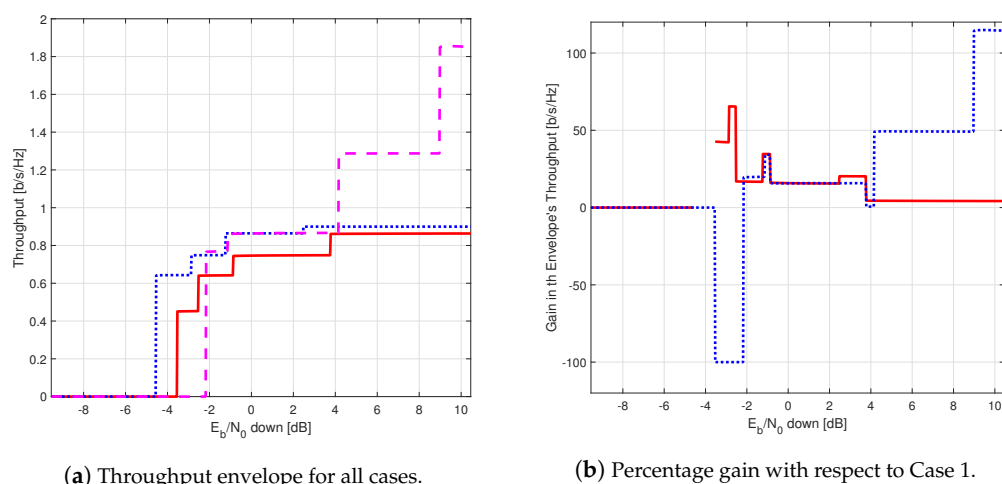 2
1.8
1.6
1.4
1.2
1
0.8
0.6
0.4
0.2
0
Throughput [b/s/Hz]
-8 -6 -4 -2 0 2 4 6 8 10
E_b/N_0 down [dB]
(a) Throughput envelope for all cases.
100
50
0
-50
-100
Gain in th Envelope's Throughput [b/s/Hz]
-8 -6 -4 -2 0 2 4 6 8 10
E_b/N_0 down [dB]
(b) Percentage gain with respect to Case 1.